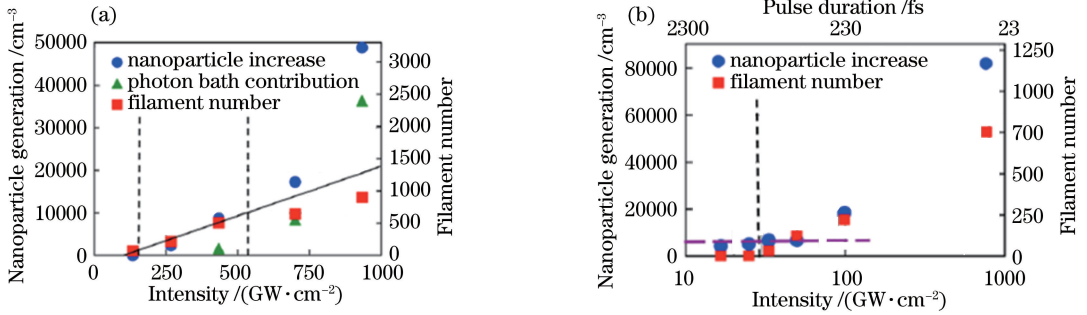 (a)
Nanoparticle generation /cm⁻³
50000
40000
30000
20000
10000
0
nanoparticle increase
photon bath contribution
filament number
3000
2500
2000
1500
1000
500
0
Filament number
0 250 500 750 1000
Intensity /(GW·cm⁻²)
(b)
Pulse duration /fs
2300 230 23
Nanoparticle generation /cm⁻³
80000
60000
40000
20000
0
nanoparticle increase
filament number
1250
1000
700
250
0
Filament number
10 100 1000
Intensity /(GW·cm⁻²)